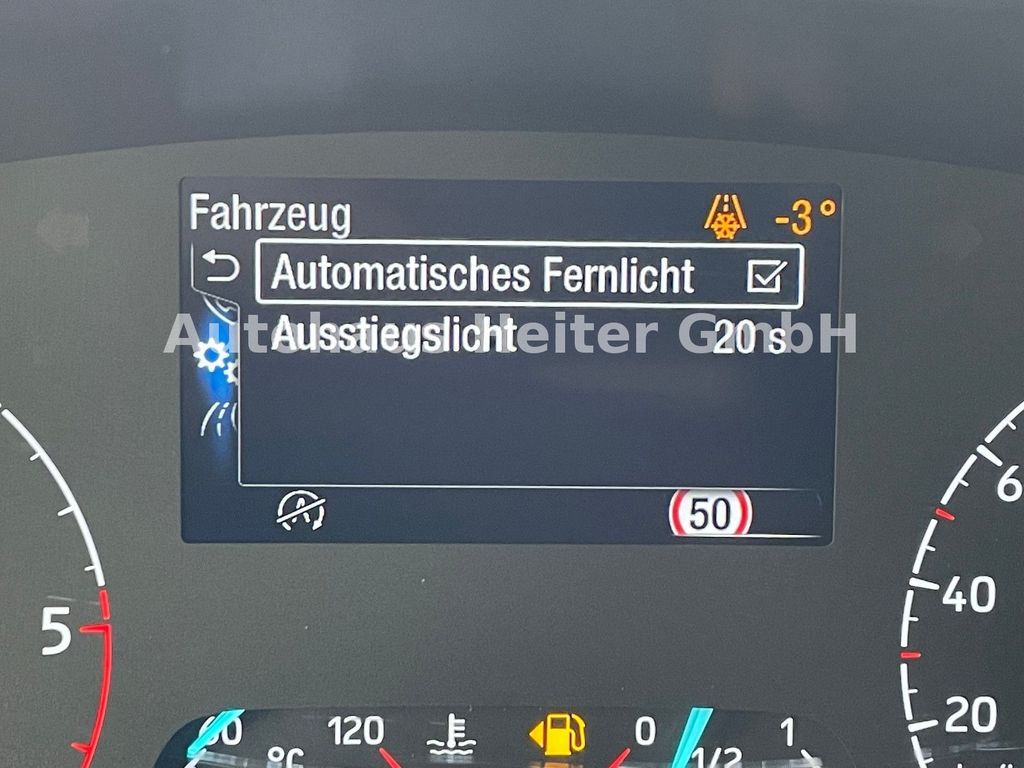 Fahrzeug -3°
Automatisches Fernlicht
Ausstiegslicht 20 s
Autohaus Heiter GmbH
A
50
5
6
40
20
60 120
°C
0 1/2 1